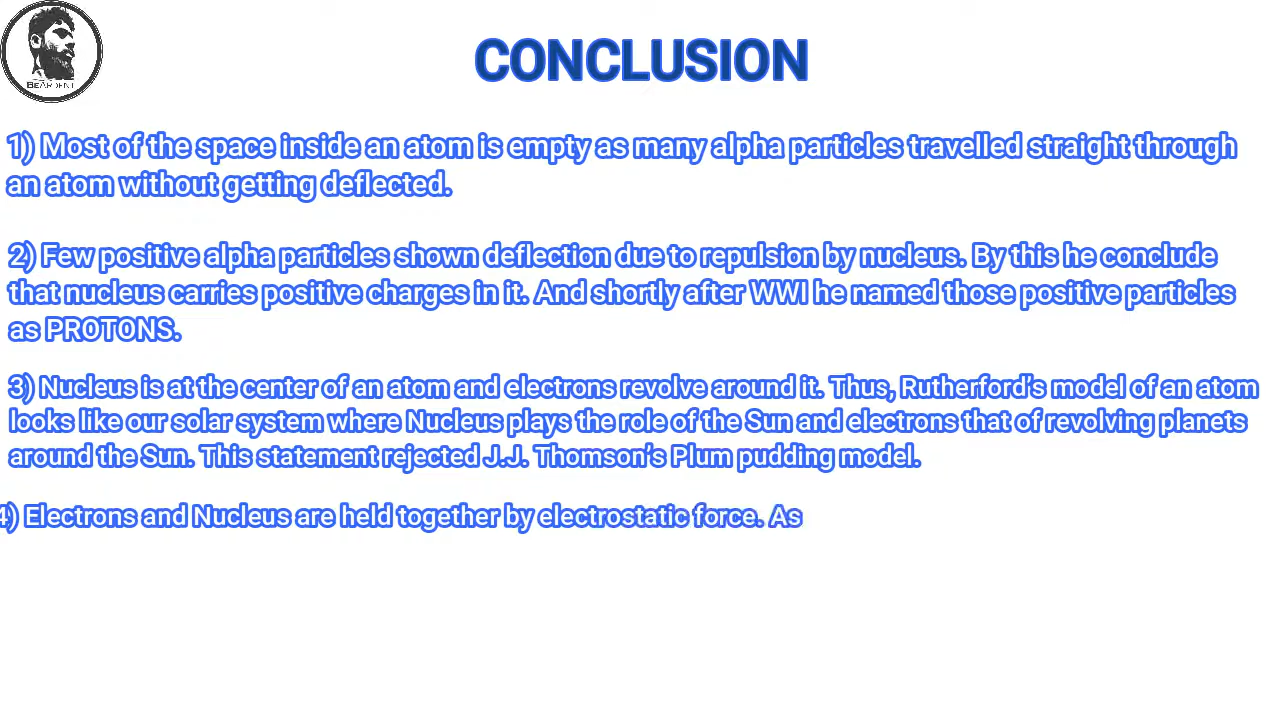 BEARDENT
CONCLUSION
1) Most of the space inside an atom is empty as many alpha particles travelled straight through
an atom without getting deflected.
2) Few positive alpha particles shown deflection due to repulsion by nucleus. By this he conclude
that nucleus carries positive charges in it. And shortly after WWI he named those positive particles
as PROTONS.
3) Nucleus is at the center of an atom and electrons revolve around it. Thus, Rutherford's model of an atom
looks like our solar system where Nucleus plays the role of the Sun and electrons that of revolving planets
around the Sun. This statement rejected J.J. Thomson's Plum pudding model.
4) Electrons and Nucleus are held together by electrostatic force. As